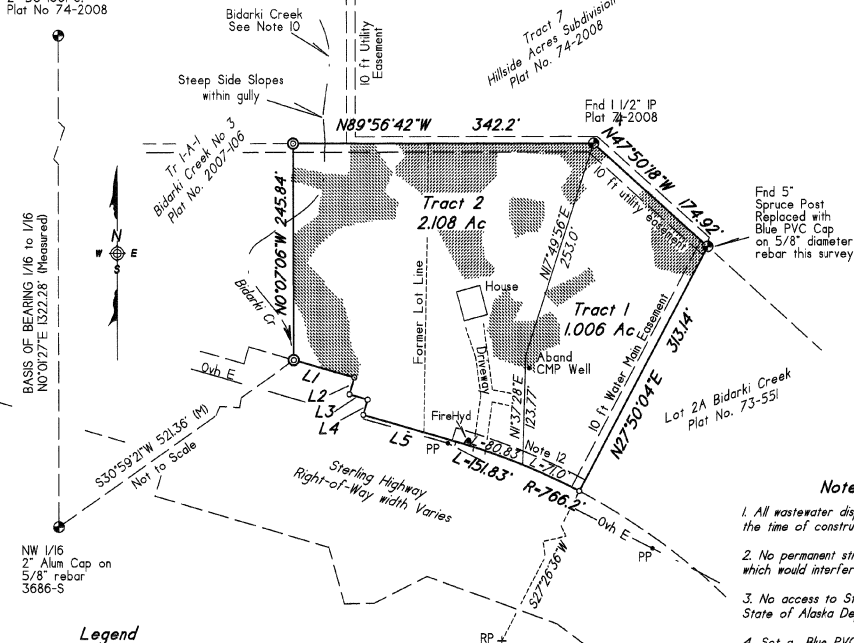 Plat No 74-2008
Bidarki Creek
See Note 10
10 ft Utility
Easement
Tract 7
Hillside Acres Subdivision
Plat No. 74-2008
Steep Side Slopes
within gully
Fnd 1 1/2" IP
Plat 74-2008
N89°56'42"W 342.2'
N47°50'18"W 174.92'
10 ft utility easement
Tr 1-A-1
Bidarki Creek No 3
Plat No. 2007-106
Fnd 5"
Spruce Post
Replaced with
Blue PVC Cap
on 5/8" diameter
rebar this survey
N
W E
S
BASIS OF BEARING 1/16 to 1/16
N0°01'27"E 1322.28' (Measured)
N0°07'06"W 245.84'
Bidarki Cr
Tract 2
2.108 Ac
N17°49'56"E
253.0'
Former Lot Line
House
Driveway
Tract 1
1.006 Ac
Aband
CMP Well
10 ft Water Main Easement
N27°50'04"E 313.14'
Lot 2A Bidarki Creek
Plat No. 73-551
Ovh E
L1
L2
L3
L4
L5
N1°37'28"E
123.77'
FireHyd
PP
L=80.83'
Note 12
L=71.0'
L=151.83'
R=766.2'
S30°59'21"W 521.36' (M)
Not to Scale
Sterling Highway
Right-of-Way width Varies
Ovh E
PP
S27°26'36"W
RP
NW 1/16
2" Alum Cap on
5/8" rebar
3686-S
Legend
Note
1. All wastewater dis
the time of constru
2. No permanent str
which would interfer
3. No access to St
State of Alaska De
4. Set a Blue PVC